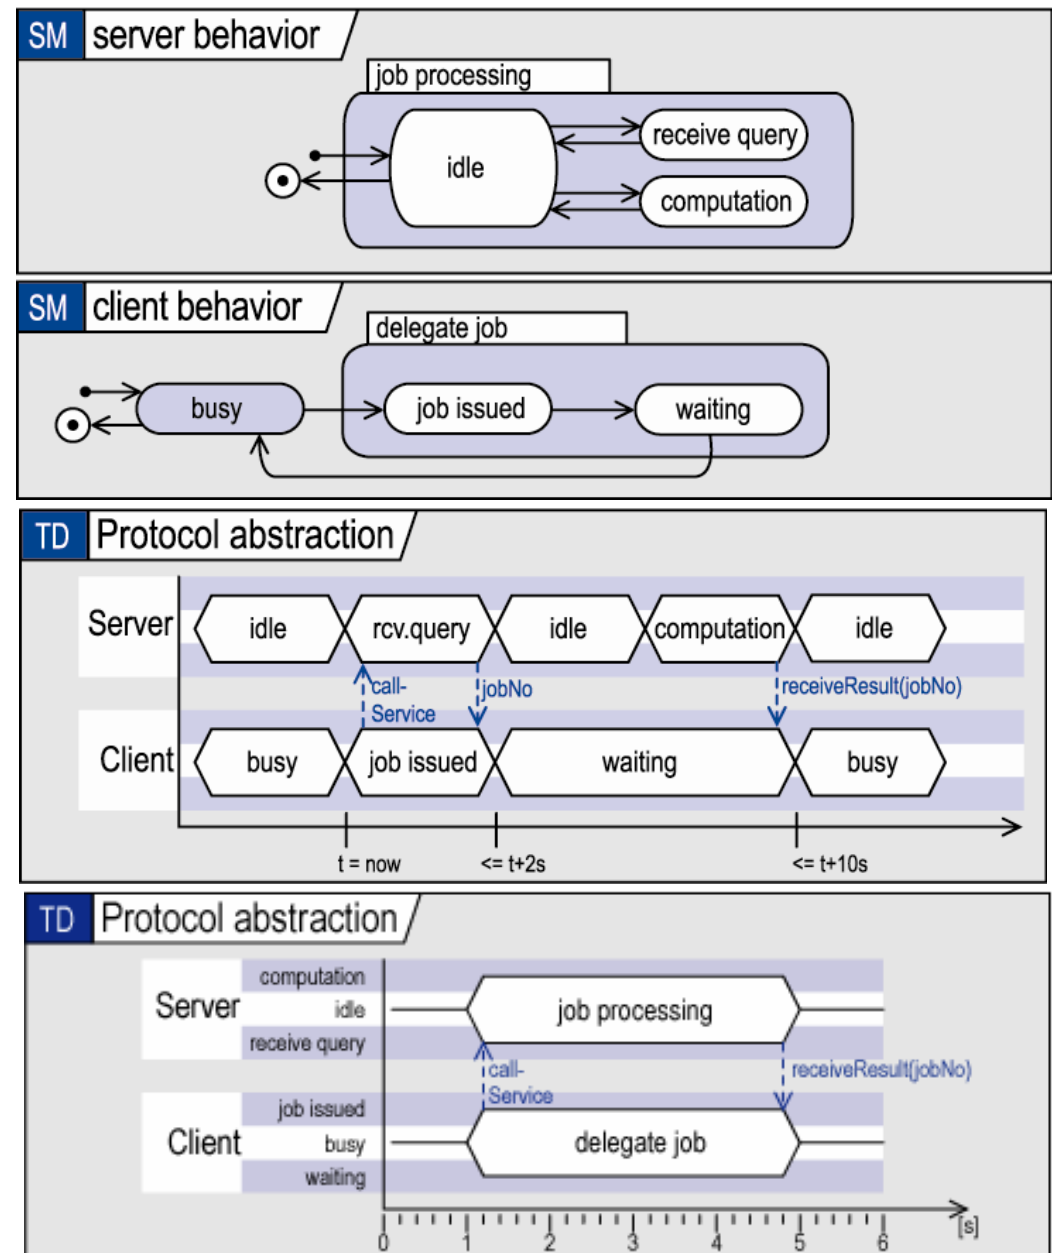 SM server behavior
job processing
idle
receive query
computation
SM client behavior
delegate job
busy
job issued
waiting
TD Protocol abstraction
Server idle rcv.query idle computation idle
call-
Service
jobNo
receiveResult(jobNo)
Client busy job issued waiting busy
t = now <= t+2s <= t+10s
TD Protocol abstraction
computation
Server idle job processing
receive query
call-
Service
receiveResult(jobNo)
job issued
Client busy delegate job
waiting
[s]
0 1 2 3 4 5 6